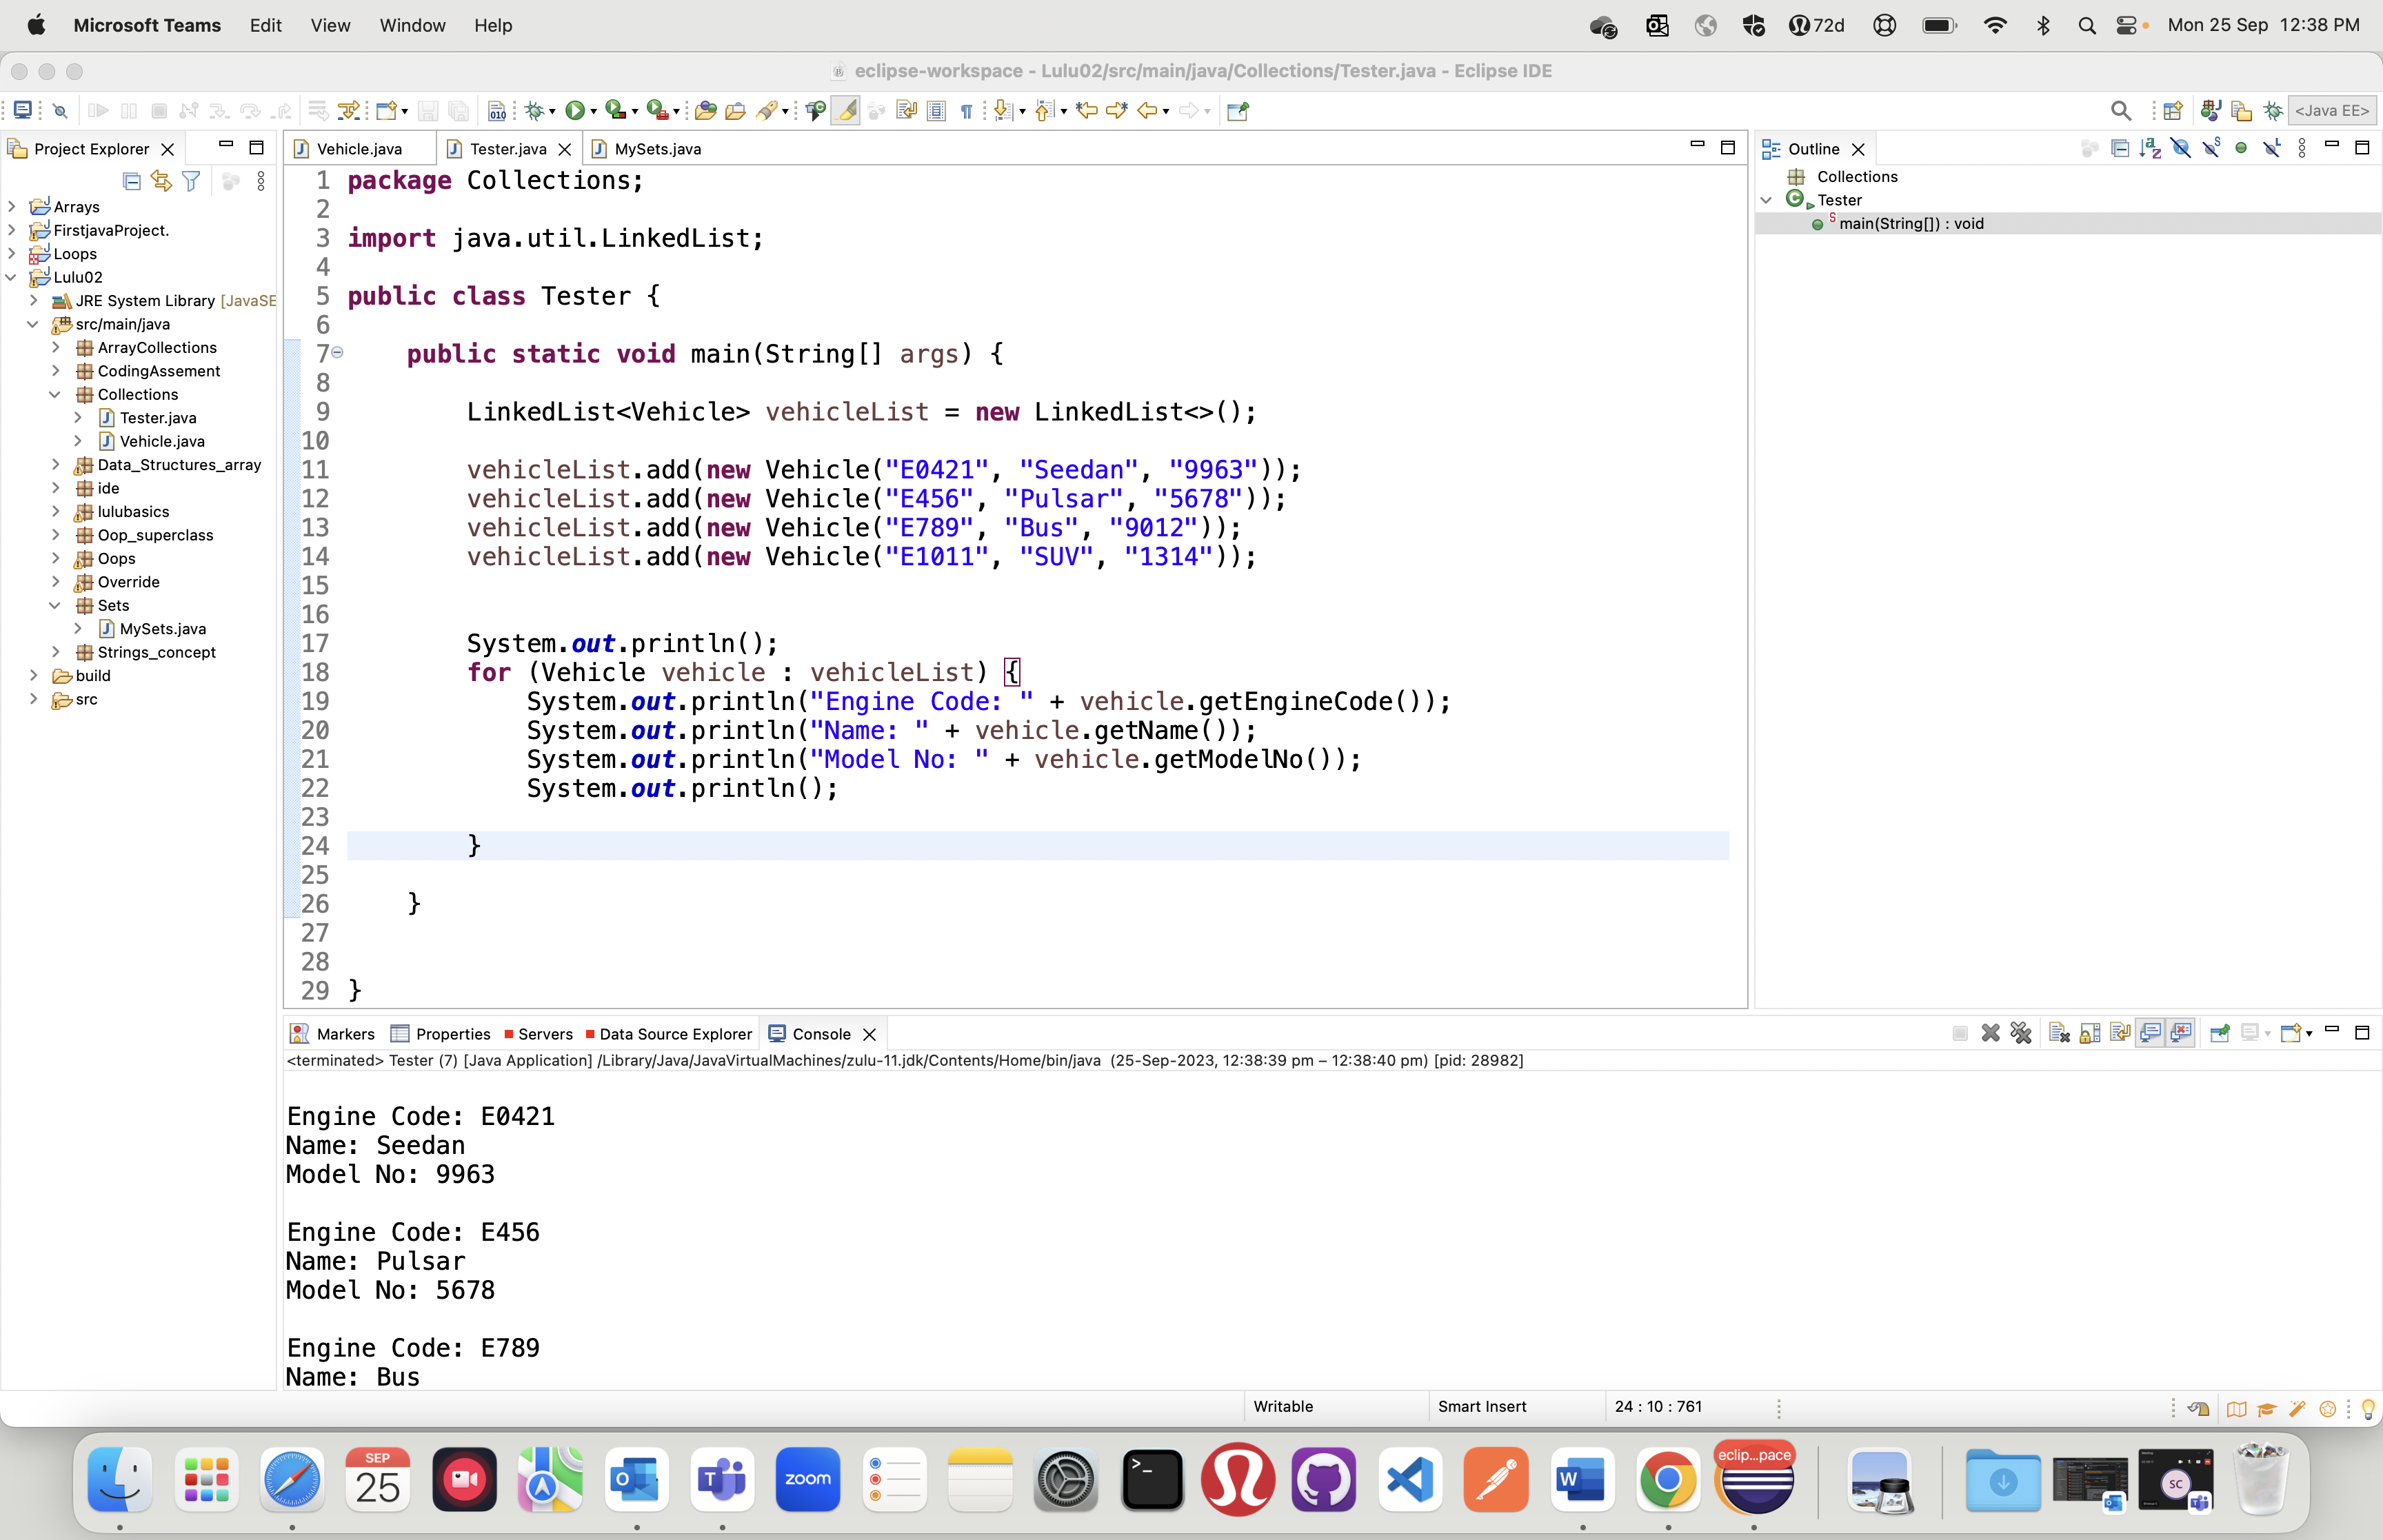 Microsoft Teams Edit View Window Help 72d Mon 25 Sep 12:38 PM
eclipse-workspace - Lulu02/src/main/java/Collections/Tester.java - Eclipse IDE
<Java EE>
Project Explorer
Arrays
FirstjavaProject.
Loops
Lulu02
JRE System Library [JavaSE
src/main/java
ArrayCollections
CodingAssement
Collections
Tester.java
Vehicle.java
Data_Structures_array
ide
lulubasics
Oop_superclass
Oops
Override
Sets
MySets.java
Strings_concept
build
src
Vehicle.java Tester.java MySets.java
1 package Collections;
2
3 import java.util.LinkedList;
4
5 public class Tester {
6
7 public static void main(String[] args) {
8
9 LinkedList<Vehicle> vehicleList = new LinkedList<>();
10
11 vehicleList.add(new Vehicle("E0421", "Seedan", "9963"));
12 vehicleList.add(new Vehicle("E456", "Pulsar", "5678"));
13 vehicleList.add(new Vehicle("E789", "Bus", "9012"));
14 vehicleList.add(new Vehicle("E1011", "SUV", "1314"));
15
16
17 System.out.println();
18 for (Vehicle vehicle : vehicleList) {
19 System.out.println("Engine Code: " + vehicle.getEngineCode());
20 System.out.println("Name: " + vehicle.getName());
21 System.out.println("Model No: " + vehicle.getModelNo());
22 System.out.println();
23
24 }
25
26 }
27
28
29 }
Outline
Collections
Tester
main(String[]) : void
Markers Properties Servers Data Source Explorer Console
<terminated> Tester (7) [Java Application] /Library/Java/JavaVirtualMachines/zulu-11.jdk/Contents/Home/bin/java (25-Sep-2023, 12:38:39 pm – 12:38:40 pm) [pid: 28982]
Engine Code: E0421
Name: Seedan
Model No: 9963
Engine Code: E456
Name: Pulsar
Model No: 5678
Engine Code: E789
Name: Bus
Writable Smart Insert 24 : 10 : 761
SEP
25
zoom
eclip...pace
SC